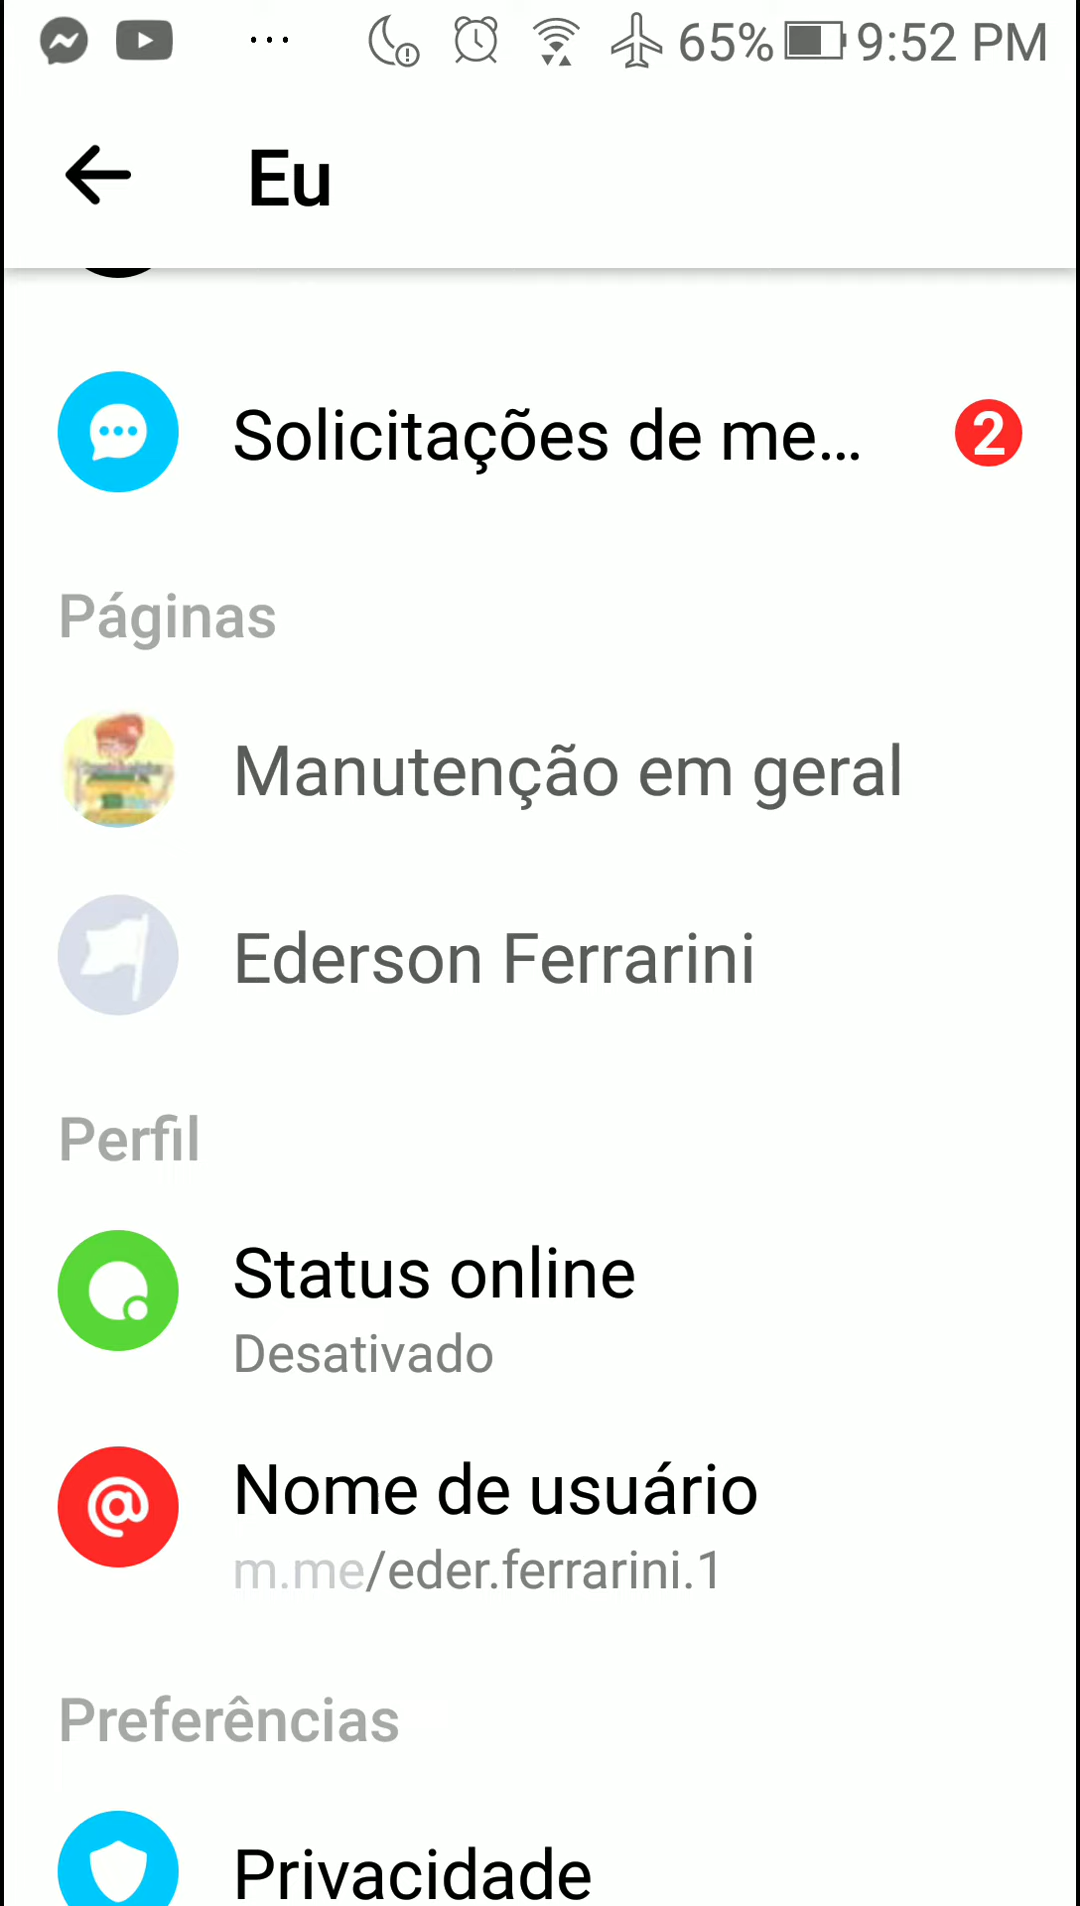 65% 9:52 PM
Eu
Solicitações de me... 2
Páginas
Manutenção em geral
Ederson Ferrarini
Perfil
Status online
Desativado
Nome de usuário
m.me/eder.ferrarini.1
Preferências
Privacidade